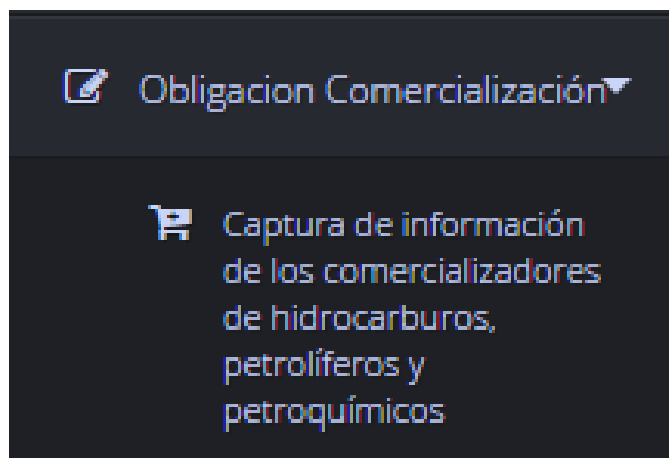 Obligacion Comercialización
Captura de información
de los comercializadores
de hidrocarburos,
petrolíferos y
petroquímicos